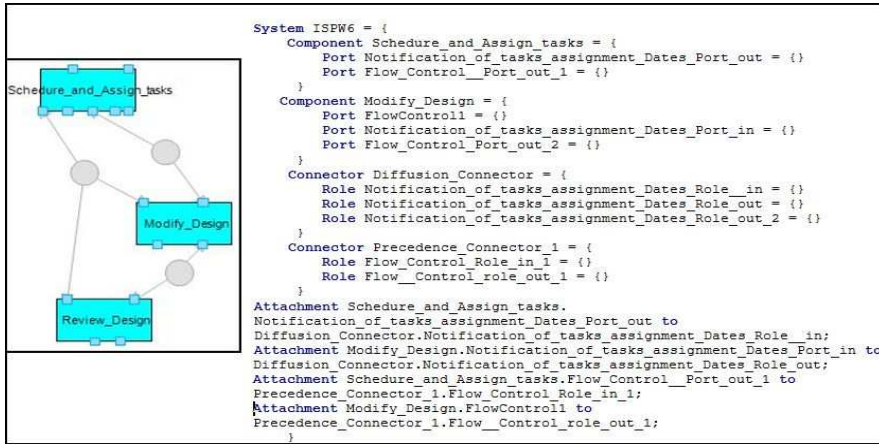 Schedure_and_Assign_tasks
Modify_Design
Review_Design
System ISPW6 = {
Component Schedure_and_Assign_tasks = {
Port Notification_of_tasks_assignment_Dates_Port_out = {}
Port Flow_Control__Port_out_1 = {}
}
Component Modify_Design = {
Port FlowControl1 = {}
Port Notification_of_tasks_assignment_Dates_Port_in = {}
Port Flow_Control_Port_out_2 = {}
}
Connector Diffusion_Connector = {
Role Notification_of_tasks_assignment_Dates_Role__in = {}
Role Notification_of_tasks_assignment_Dates_Role_out = {}
Role Notification_of_tasks_assignment_Dates_Role_out_2 = {}
}
Connector Precedence_Connector_1 = {
Role Flow_Control_Role_in_1 = {}
Role Flow__Control_role_out_1 = {}
}
Attachment Schedure_and_Assign_tasks.
Notification_of_tasks_assignment_Dates_Port_out to
Diffusion_Connector.Notification_of_tasks_assignment_Dates_Role__in;
Attachment Modify_Design.Notification_of_tasks_assignment_Dates_Port_in to
Diffusion_Connector.Notification_of_tasks_assignment_Dates_Role_out;
Attachment Schedure_and_Assign_tasks.Flow_Control__Port_out_1 to
Precedence_Connector_1.Flow_Control_Role_in_1;
Attachment Modify_Design.FlowControl1 to
Precedence_Connector_1.Flow__Control_role_out_1;
}